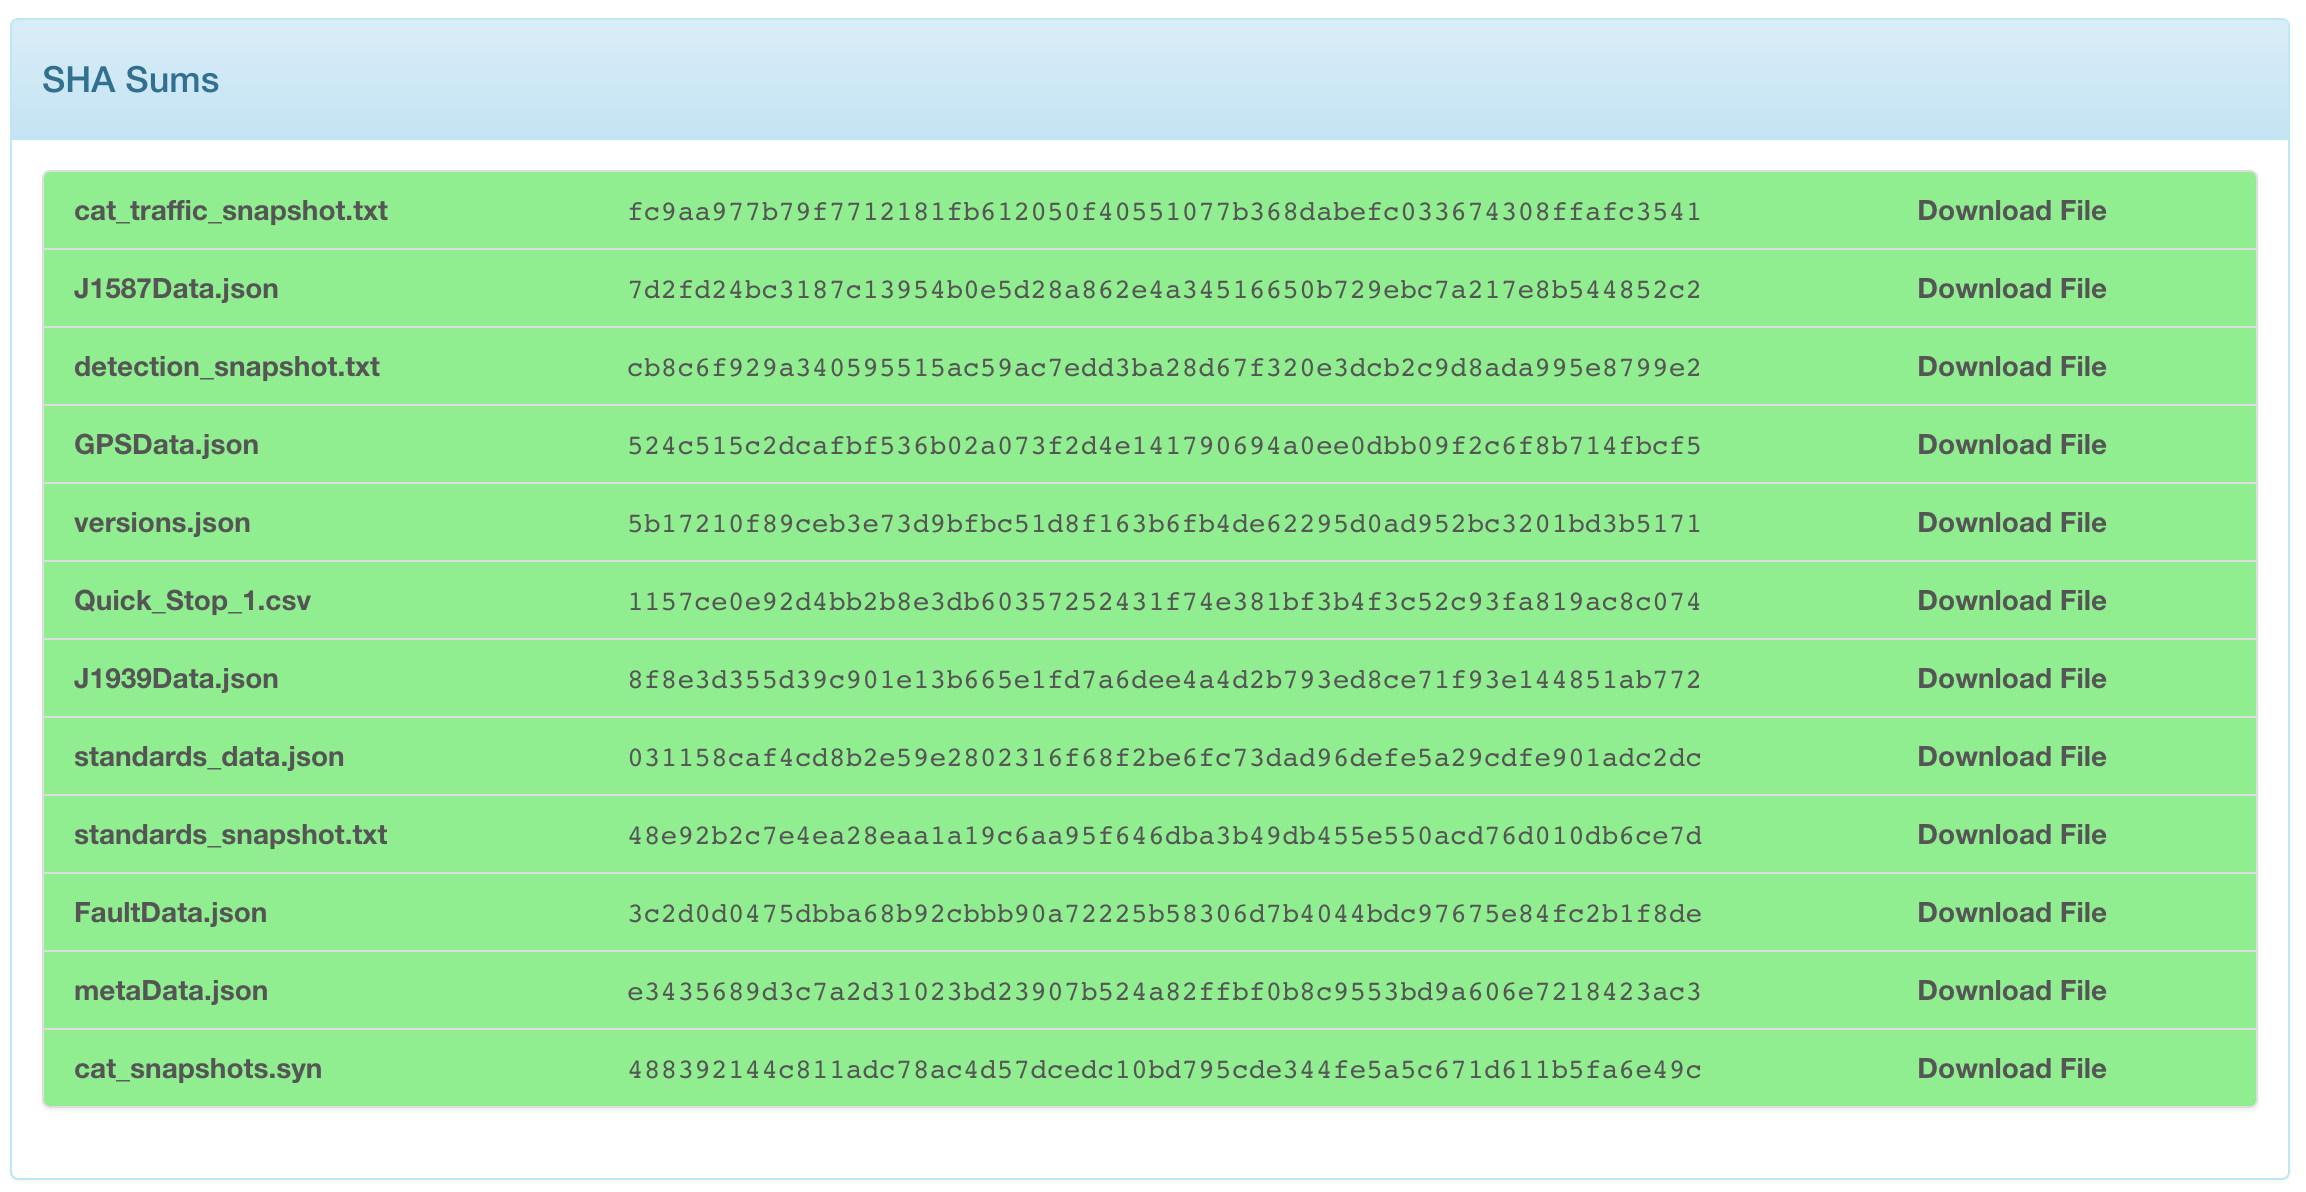 SHA Sums
cat_traffic_snapshot.txt fc9aa977b79f7712181fb612050f40551077b368dabefc033674308ffafc3541 Download File
J1587Data.json 7d2fd24bc3187c13954b0e5d28a862e4a34516650b729ebc7a217e8b544852c2 Download File
detection_snapshot.txt cb8c6f929a340595515ac59ac7edd3ba28d67f320e3dcb2c9d8ada995e8799e2 Download File
GPSData.json 524c515c2dcafbf536b02a073f2d4e141790694a0ee0dbb09f2c6f8b714fbcf5 Download File
versions.json 5b17210f89ceb3e73d9bfbc51d8f163b6fb4de62295d0ad952bc3201bd3b5171 Download File
Quick_Stop_1.csv 1157ce0e92d4bb2b8e3db60357252431f74e381bf3b4f3c52c93fa819ac8c074 Download File
J1939Data.json 8f8e3d355d39c901e13b665e1fd7a6dee4a4d2b793ed8ce71f93e144851ab772 Download File
standards_data.json 031158caf4cd8b2e59e2802316f68f2be6fc73dad96defe5a29cdfe901adc2dc Download File
standards_snapshot.txt 48e92b2c7e4ea28eaa1a19c6aa95f646dba3b49db455e550acd76d010db6ce7d Download File
FaultData.json 3c2d0d0475dbba68b92cbbb90a72225b58306d7b4044bdc97675e84fc2b1f8de Download File
metaData.json e3435689d3c7a2d31023bd23907b524a82ffbf0b8c9553bd9a606e7218423ac3 Download File
cat_snapshots.syn 488392144c811adc78ac4d57dcedc10bd795cde344fe5a5c671d611b5fa6e49c Download File